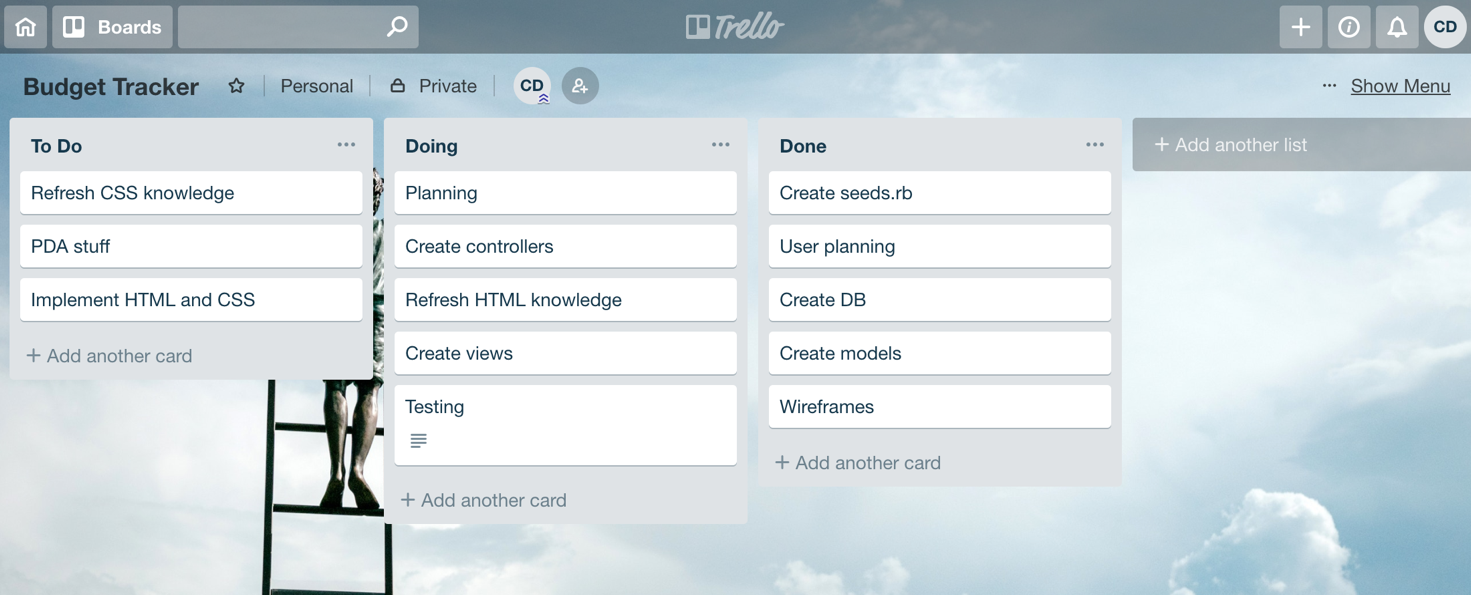 Boards
Trello
CD
Budget Tracker
Personal
Private
CD
Show Menu
To Do
Refresh CSS knowledge
PDA stuff
Implement HTML and CSS
+ Add another card
Doing
Planning
Create controllers
Refresh HTML knowledge
Create views
Testing
+ Add another card
Done
Create seeds.rb
User planning
Create DB
Create models
Wireframes
+ Add another card
+ Add another list